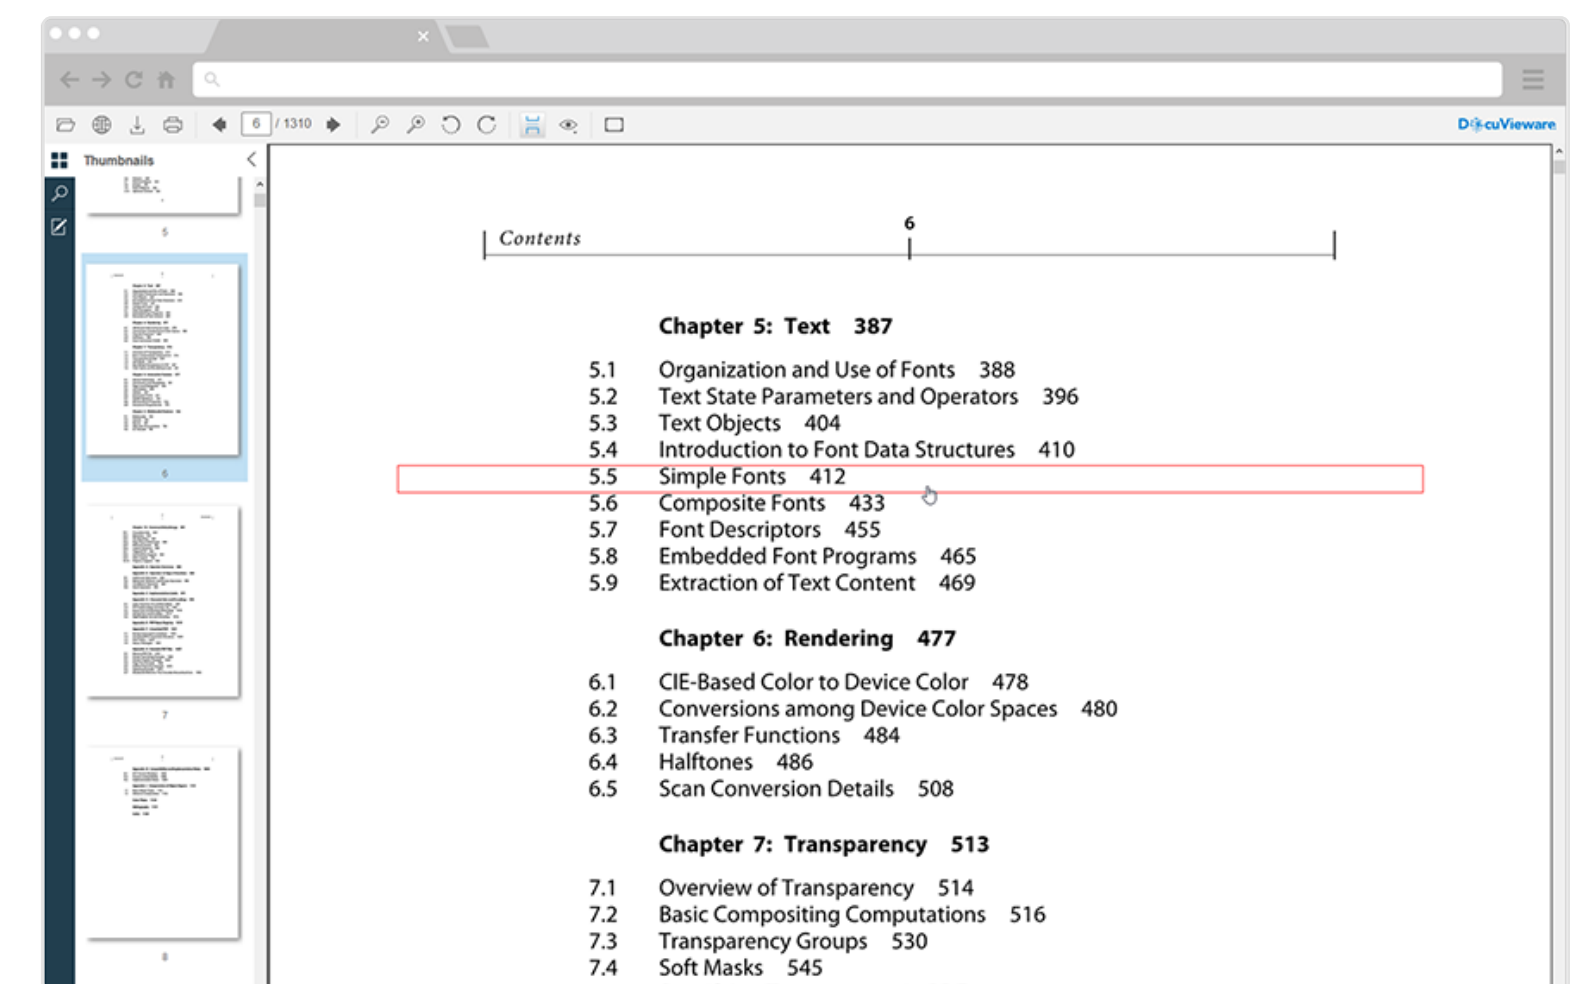 6 / 1310
DocuVieware
Thumbnails
5
6
7
8
6
Contents
Chapter 5: Text 387
5.1 Organization and Use of Fonts 388
5.2 Text State Parameters and Operators 396
5.3 Text Objects 404
5.4 Introduction to Font Data Structures 410
5.5 Simple Fonts 412
5.6 Composite Fonts 433
5.7 Font Descriptors 455
5.8 Embedded Font Programs 465
5.9 Extraction of Text Content 469
Chapter 6: Rendering 477
6.1 CIE-Based Color to Device Color 478
6.2 Conversions among Device Color Spaces 480
6.3 Transfer Functions 484
6.4 Halftones 486
6.5 Scan Conversion Details 508
Chapter 7: Transparency 513
7.1 Overview of Transparency 514
7.2 Basic Compositing Computations 516
7.3 Transparency Groups 530
7.4 Soft Masks 545